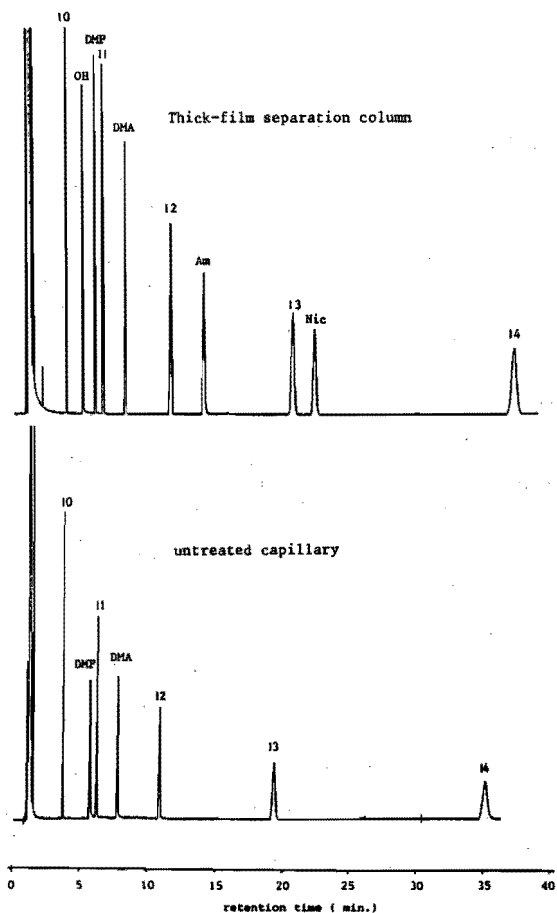 10
DMP
11
OH
Thick-film separation column
DMA
12
Am
13
Nic
14
10
untreated capillary
11
DMP
DMA
12
13
14
0 5 10 15 20 25 30 35 40
retention time ( min.)